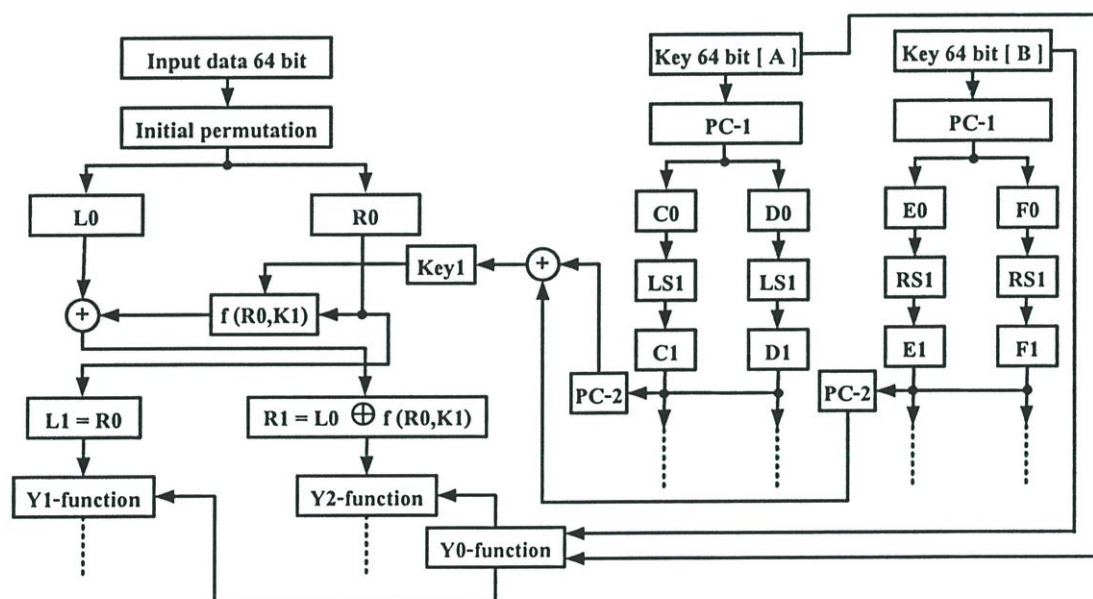 Input data 64 bit
Key 64 bit [ A ]
Key 64 bit [ B ]
Initial permutation
PC-1
PC-1
L0
R0
C0
D0
E0
F0
Key1
+
LS1
LS1
RS1
RS1
+
f (R0,K1)
C1
D1
E1
F1
PC-2
PC-2
L1 = R0
R1 = L0 ⊕ f (R0,K1)
Y1-function
Y2-function
Y0-function